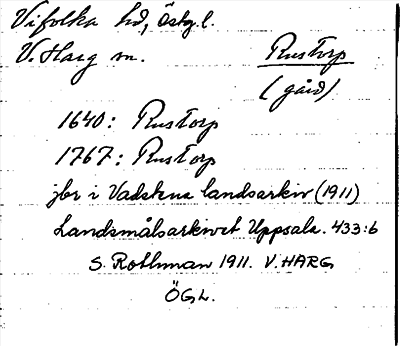 Vifolka hd, Östg.l.
V. Harg sn. Rustorp
(gård)
1640: Rustorp
1767: Rustorp
jbr i Vadstena landsarkiv (1911)
Landsmålsarkivet Uppsala. 433:6
S. Rothman 1911. V. HARG
ÖGL.